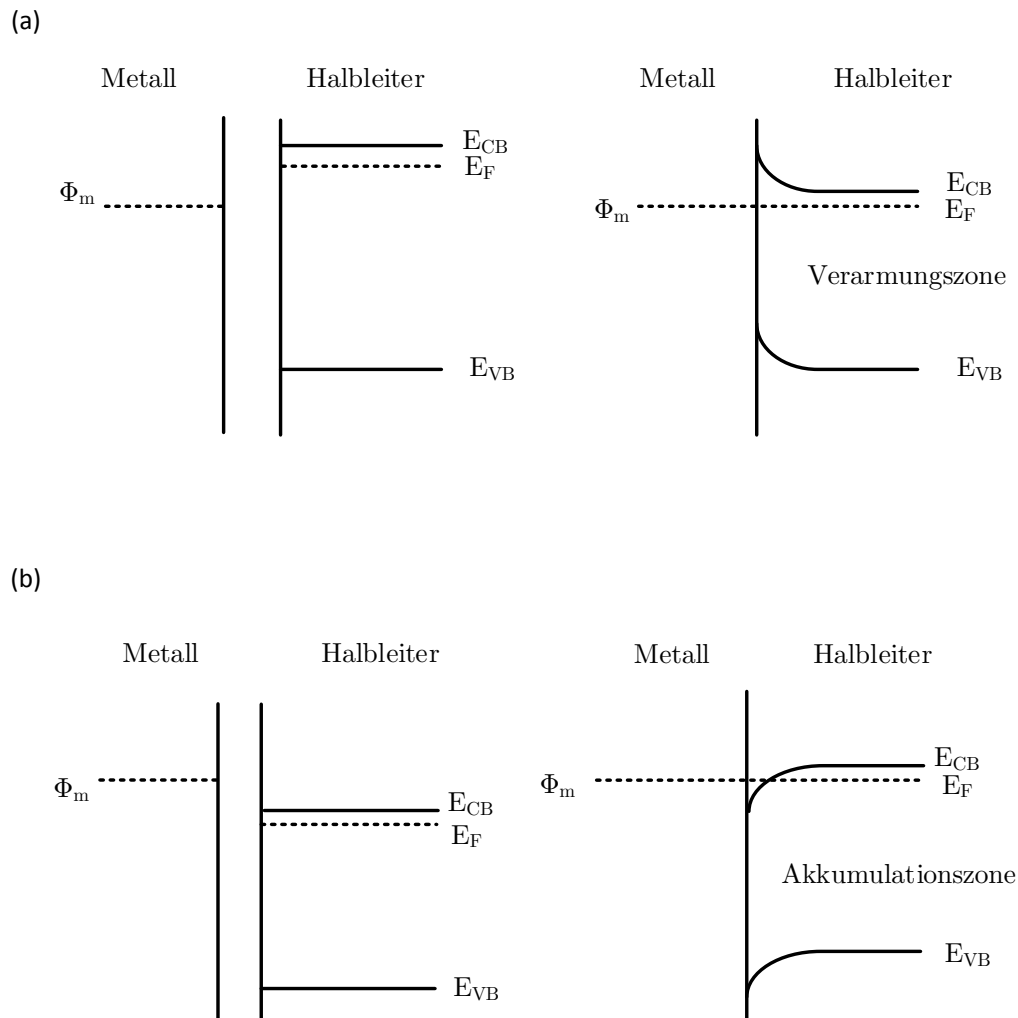 (a)
Metall Halbleiter Metall Halbleiter
E_CB
E_F
Φ_m
E_VB
E_CB
E_F
Φ_m
Verarmungszone
E_VB
(b)
Metall Halbleiter Metall Halbleiter
Φ_m
E_CB
E_F
E_VB
E_CB
Φ_m
E_F
Akkumulationszone
E_VB